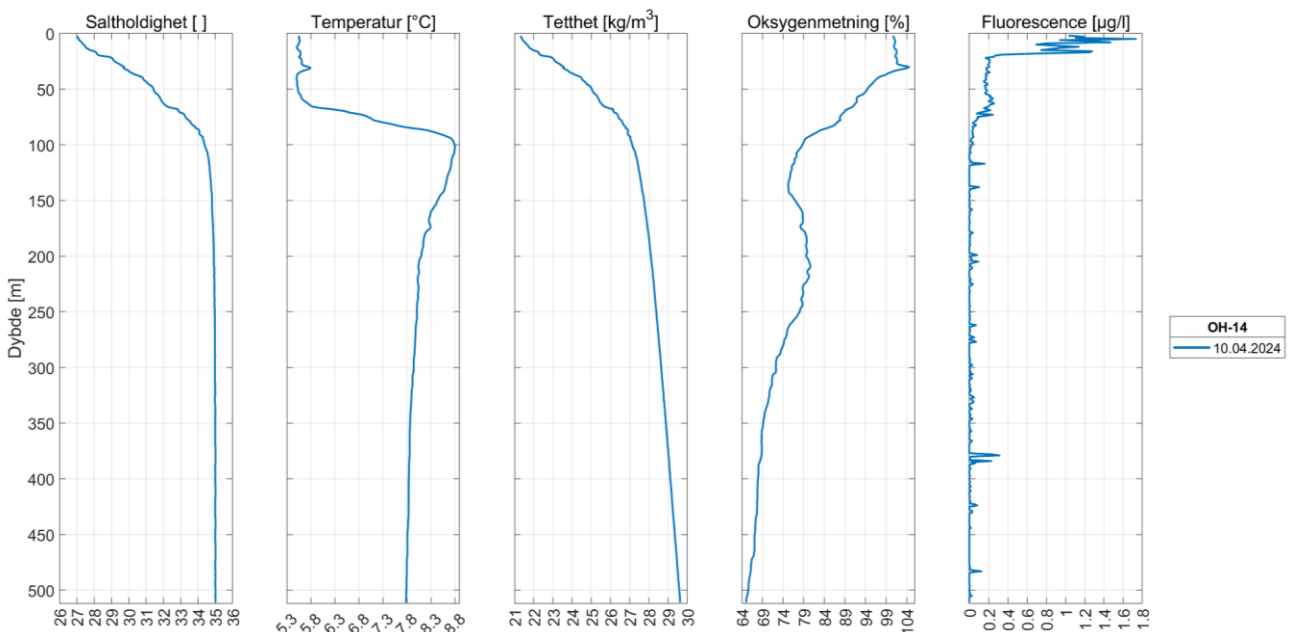 Saltholdighet [ ]
Temperatur [°C]
Tetthet [kg/m³]
Oksygenmetning [%]
Fluorescence [µg/l]
Dybde [m]
0
50
100
150
200
250
300
350
400
450
500
26 27 28 29 30 31 32 33 34 35 36
5.3 5.8 6.3 6.8 7.3 7.8 8.3 8.8
21 22 23 24 25 26 27 28 29 30
64 69 74 79 84 89 94 99 104
0 0.2 0.4 0.6 0.8 1 1.2 1.4 1.6 1.8
OH-14
10.04.2024